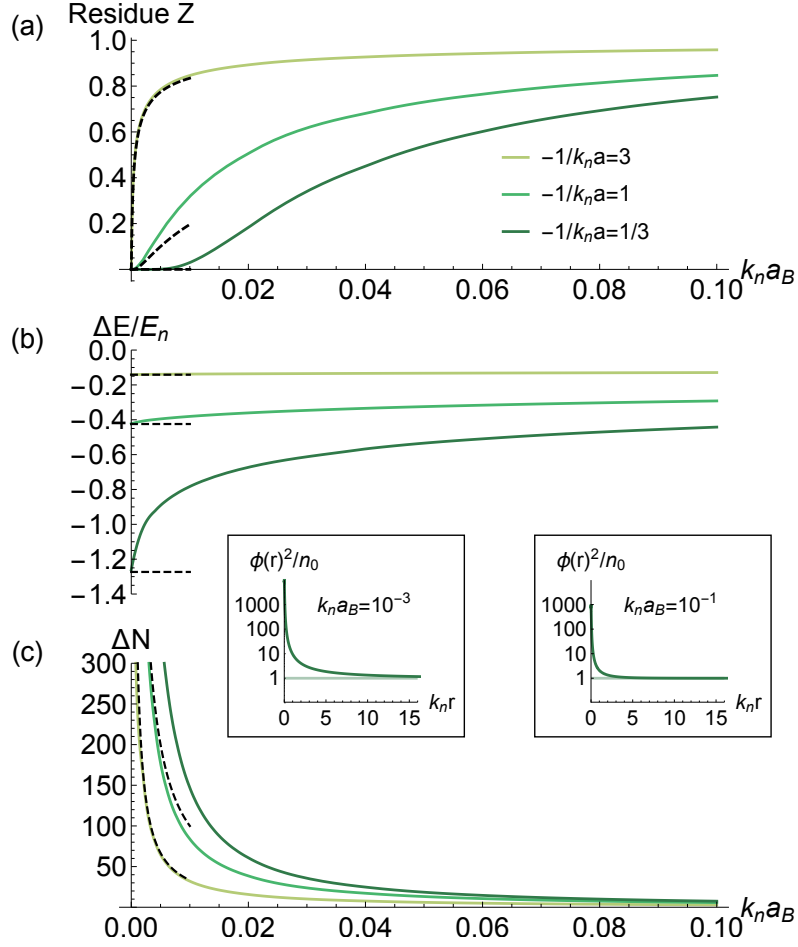 (a) Residue Z
1.0
0.8
0.6
0.4
0.2
−1/kₙa=3
−1/kₙa=1
−1/kₙa=1/3
0.02 0.04 0.06 0.08 0.10
kₙa_B
(b) ΔE/Eₙ
0.0
−0.2
−0.4
−0.6
−0.8
−1.0
−1.2
−1.4
ϕ(r)²/n₀
kₙa_B=10⁻³
1000
100
10
1
0 5 10 15
kₙr
ϕ(r)²/n₀
kₙa_B=10⁻¹
1000
100
10
1
0 5 10 15
kₙr
(c) ΔN
300
250
200
150
100
50
0.00 0.02 0.04 0.06 0.08 0.10
kₙa_B